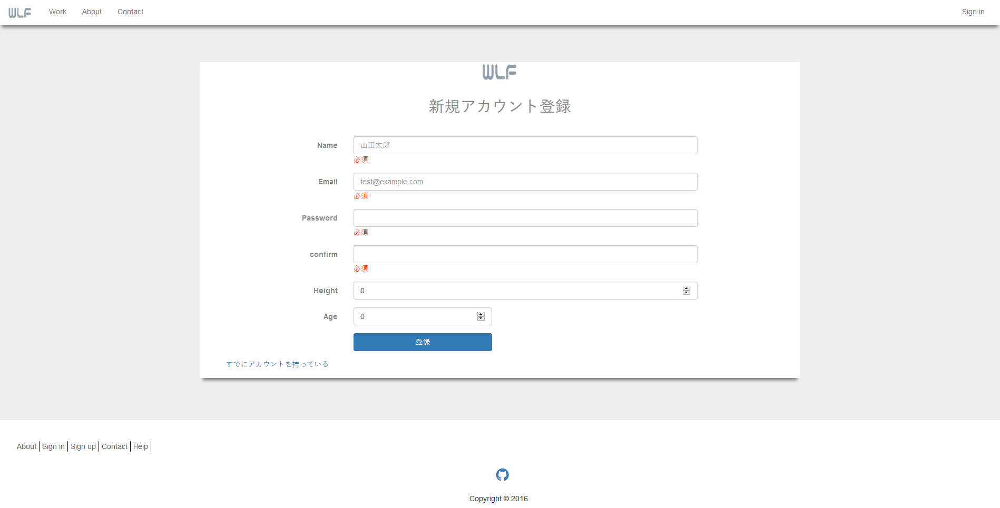 WLF Work About Contact Sign in
WLF
新規アカウント登録
Name 山田太郎
必須
Email test@example.com
必須
Password
必須
confirm
必須
Height 0
Age 0
登録
すでにアカウントを持っている
About Sign in Sign up Contact Help
Copyright © 2016.